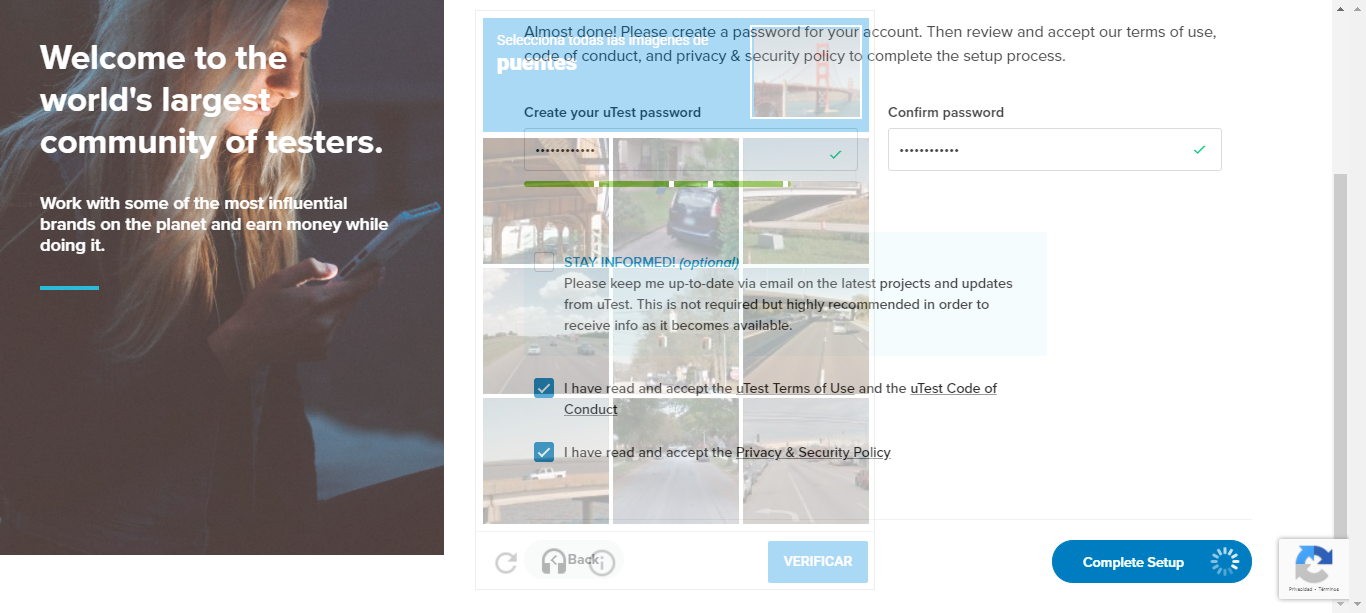 Welcome to the
world's largest
community of testers.
Work with some of the most influential
brands on the planet and earn money while
doing it.
Almost done! Please create a password for your account. Then review and accept our terms of use,
code of conduct, and privacy & security policy to complete the setup process.
Selecciona todas las imágenes de
puentes
Create your uTest password
Confirm password
••••••••••••
••••••••••••
STAY INFORMED! (optional)
Please keep me up-to-date via email on the latest projects and updates
from uTest. This is not required but highly recommended in order to
receive info as it becomes available.
I have read and accept the uTest Terms of Use and the uTest Code of
Conduct
I have read and accept the Privacy & Security Policy
Back
VERIFICAR
Complete Setup
Privacidad - Términos